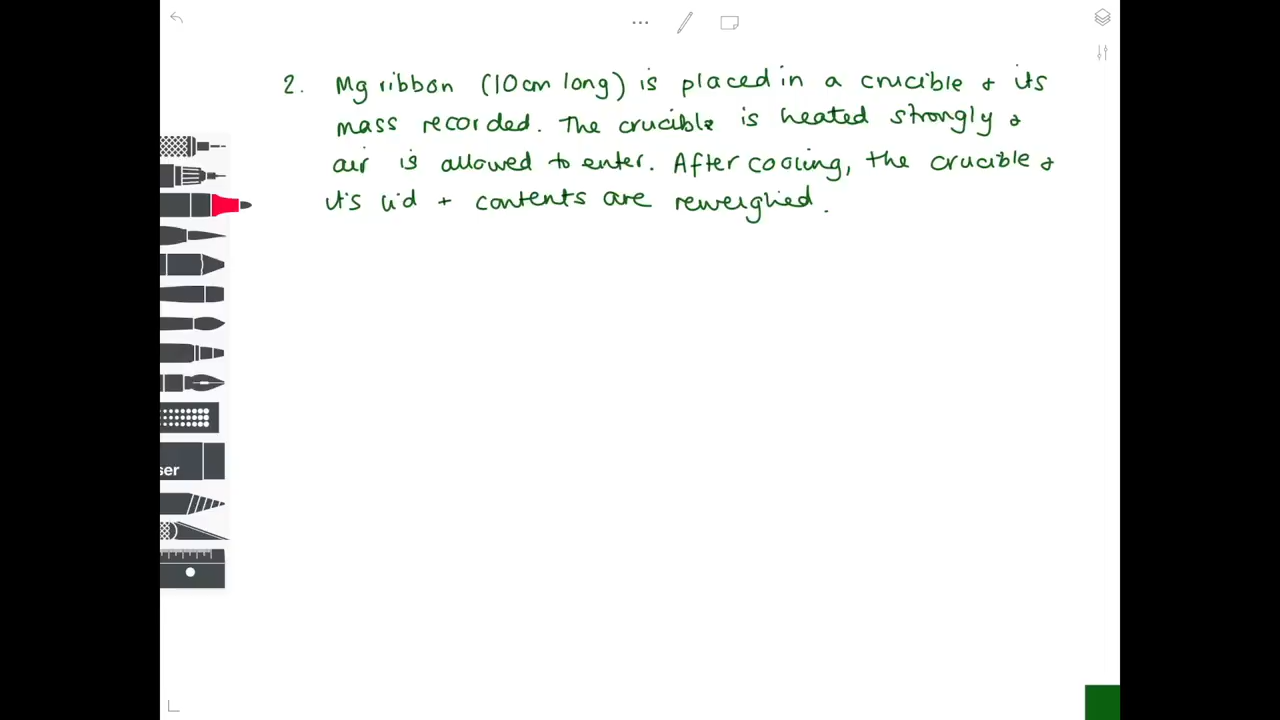 2. Mg ribbon (10cm long) is placed in a crucible & its
mass recorded. The crucible is heated strongly &
air is allowed to enter. After cooling, the crucible &
it's lid + contents are reweighed.
ser